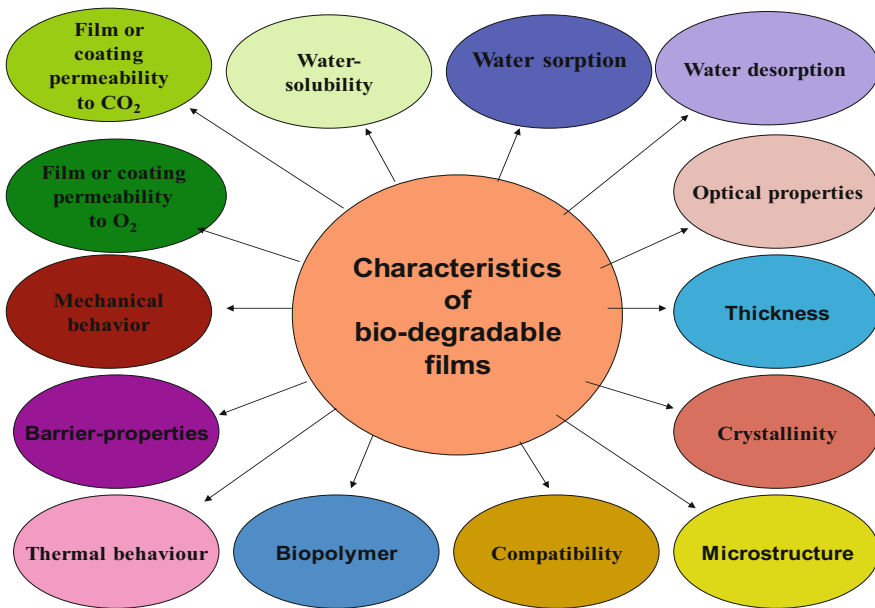 Film or
coating
permeability
to CO₂
Water-
solubility
Water sorption
Water desorption
Film or coating
permeability
to O₂
Optical properties
Characteristics
of
bio-degradable
films
Mechanical
behavior
Thickness
Barrier-properties
Crystallinity
Thermal behaviour
Biopolymer
Compatibility
Microstructure